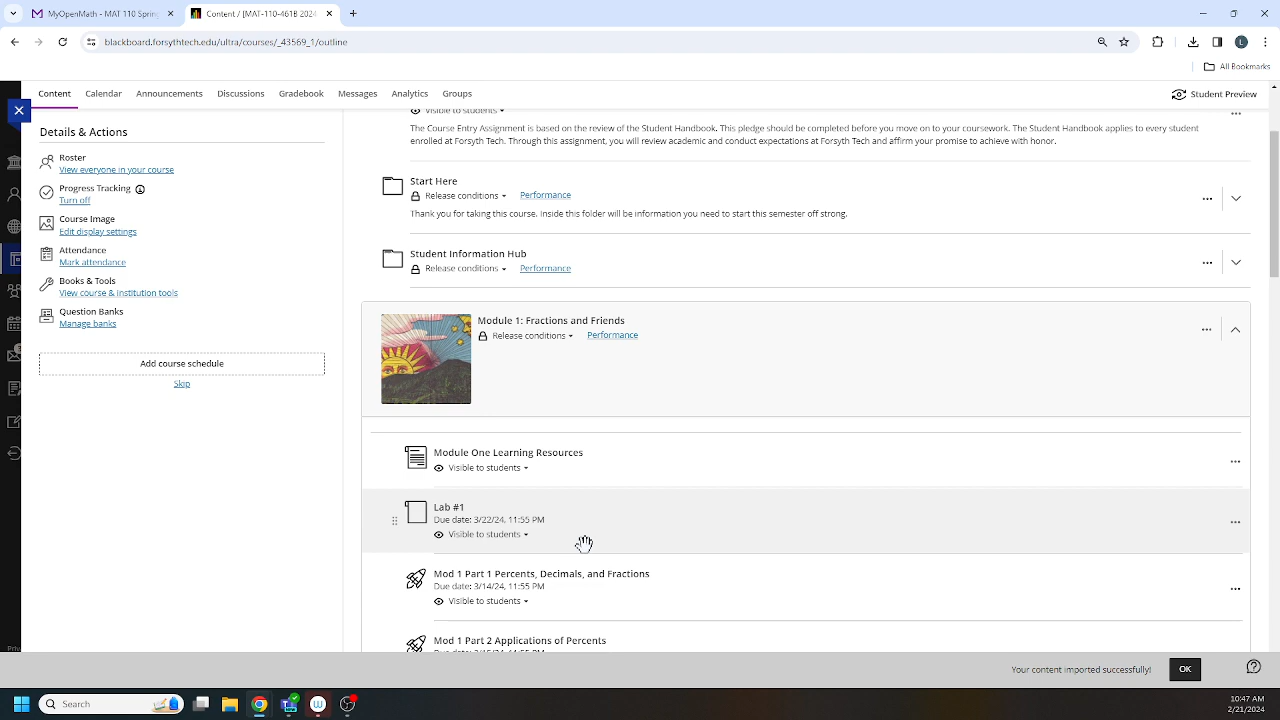 MyOpenMath - MAT-110 Spring
Content / [MAT-110-461B 2024
blackboard.forsythtech.edu/ultra/courses/_43569_1/outline
All Bookmarks
Content Calendar Announcements Discussions Gradebook Messages Analytics Groups
Student Preview
Details & Actions
Roster
View everyone in your course
Progress Tracking
Turn off
Course Image
Edit display settings
Attendance
Mark attendance
Books & Tools
View course & institution tools
Question Banks
Manage banks
Add course schedule
Skip
Visible to students
The Course Entry Assignment is based on the review of the Student Handbook. This pledge should be completed before you move on to your coursework. The Student Handbook applies to every student
enrolled at Forsyth Tech. Through this assignment, you will review academic and conduct expectations at Forsyth Tech and affirm your promise to achieve with honor.
Start Here
Release conditions Performance
Thank you for taking this course. Inside this folder will be information you need to start this semester off strong.
Student Information Hub
Release conditions Performance
Module 1: Fractions and Friends
Release conditions Performance
Module One Learning Resources
Visible to students
Lab #1
Due date: 3/22/24, 11:55 PM
Visible to students
Mod 1 Part 1 Percents, Decimals, and Fractions
Due date: 3/14/24, 11:55 PM
Visible to students
Mod 1 Part 2 Applications of Percents
Priv
Your content imported successfully! OK
Search
10:47 AM
2/21/2024